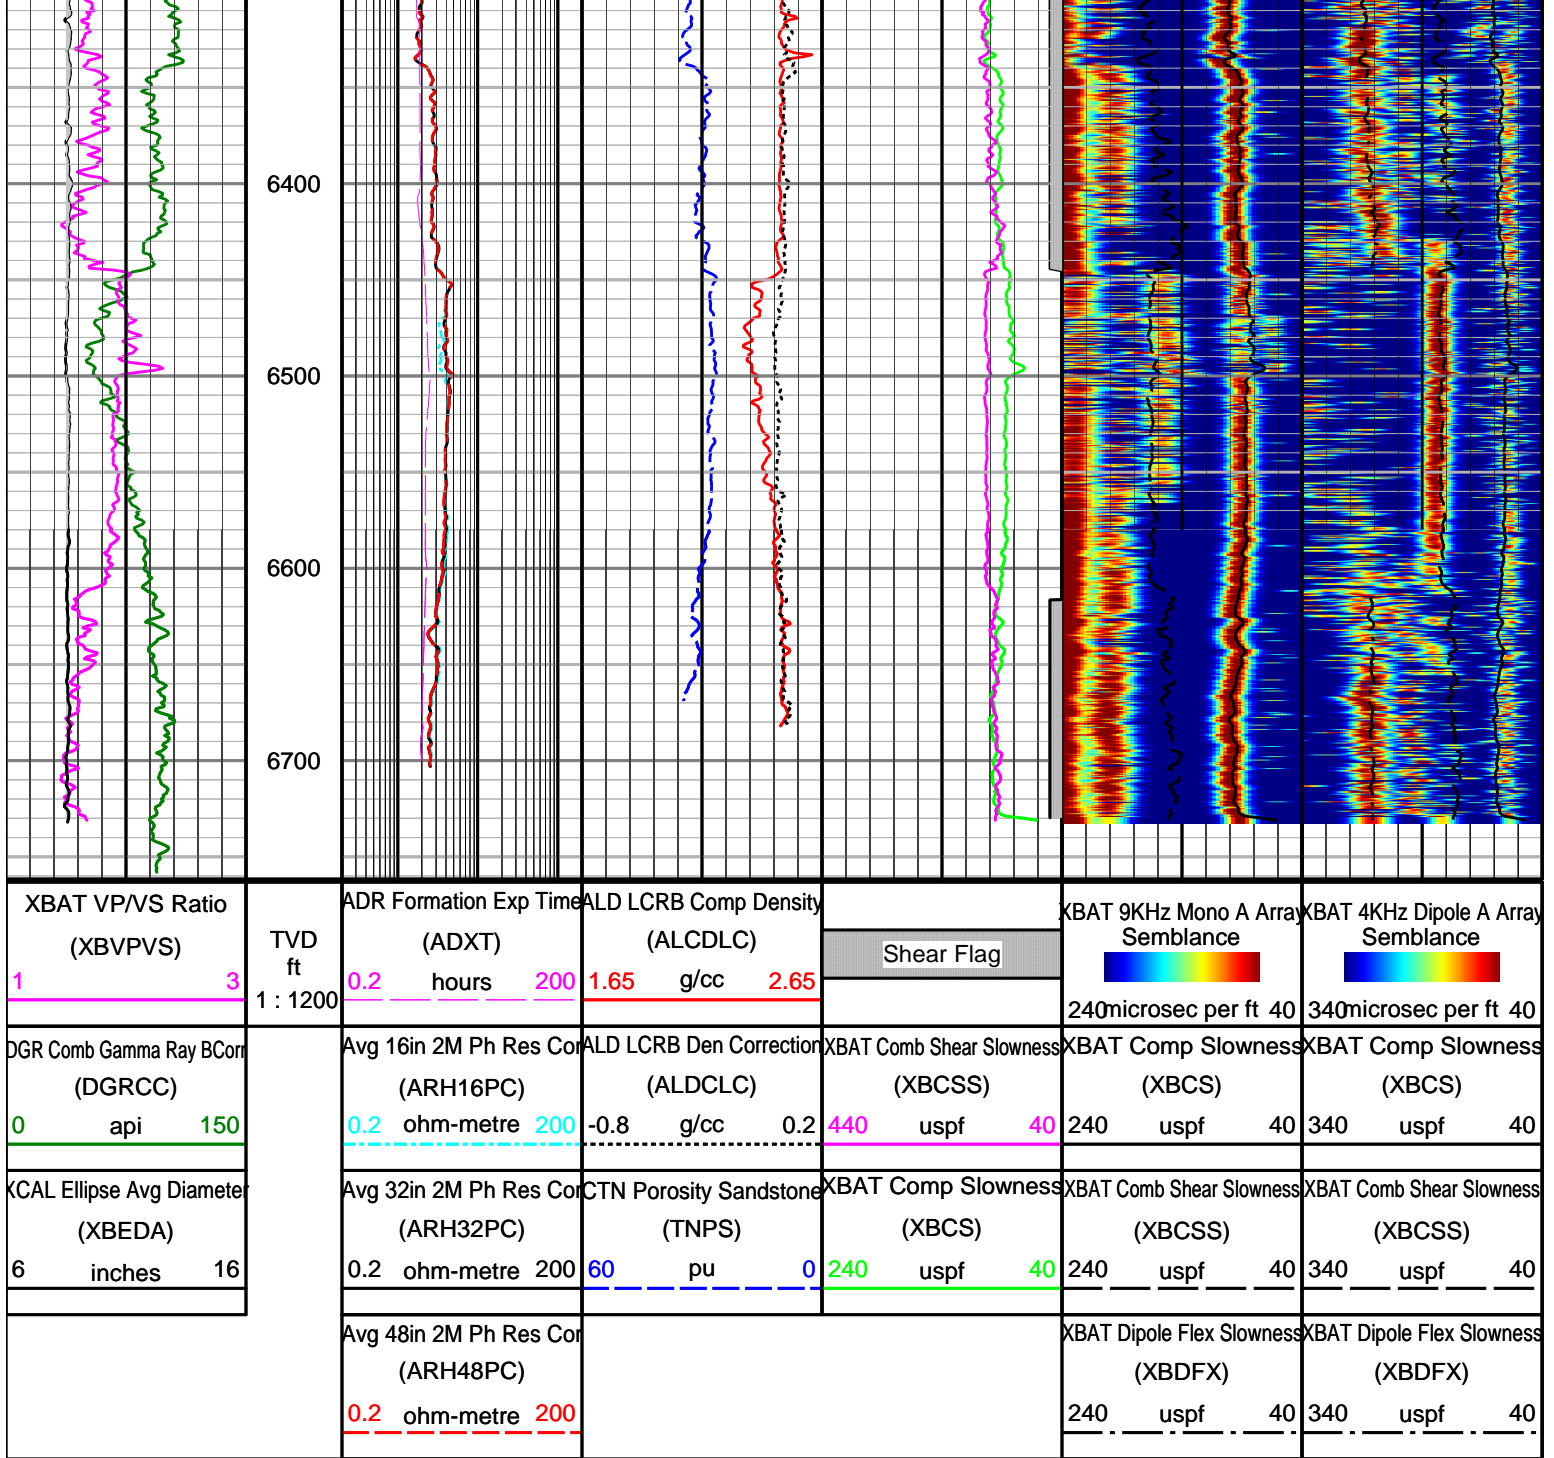 6400
6500
6600
6700
XBAT VP/VS Ratio
(XBVPVS)
1 3
TVD
ft
1 : 1200
ADR Formation Exp Time
(ADXT)
0.2 hours 200
ALD LCRB Comp Density
(ALCDLC)
1.65 g/cc 2.65
Shear Flag
XBAT 9KHz Mono A Array
Semblance
240 microsec per ft 40
XBAT 4KHz Dipole A Array
Semblance
340 microsec per ft 40
DGR Comb Gamma Ray BCorr
(DGRCC)
0 api 150
Avg 16in 2M Ph Res Cor
(ARH16PC)
0.2 ohm-metre 200
ALD LCRB Den Correction
(ALDCLC)
-0.8 g/cc 0.2
XBAT Comb Shear Slowness
(XBCSS)
440 uspf 40
XBAT Comp Slowness
(XBCS)
240 uspf 40
XBAT Comp Slowness
(XBCS)
340 uspf 40
XCAL Ellipse Avg Diameter
(XBEDA)
6 inches 16
Avg 32in 2M Ph Res Cor
(ARH32PC)
0.2 ohm-metre 200
CTN Porosity Sandstone
(TNPS)
60 pu 0
XBAT Comp Slowness
(XBCS)
240 uspf 40
XBAT Comb Shear Slowness
(XBCSS)
240 uspf 40
XBAT Comb Shear Slowness
(XBCSS)
340 uspf 40
Avg 48in 2M Ph Res Cor
(ARH48PC)
0.2 ohm-metre 200
XBAT Dipole Flex Slowness
(XBDFX)
240 uspf 40
XBAT Dipole Flex Slowness
(XBDFX)
340 uspf 40